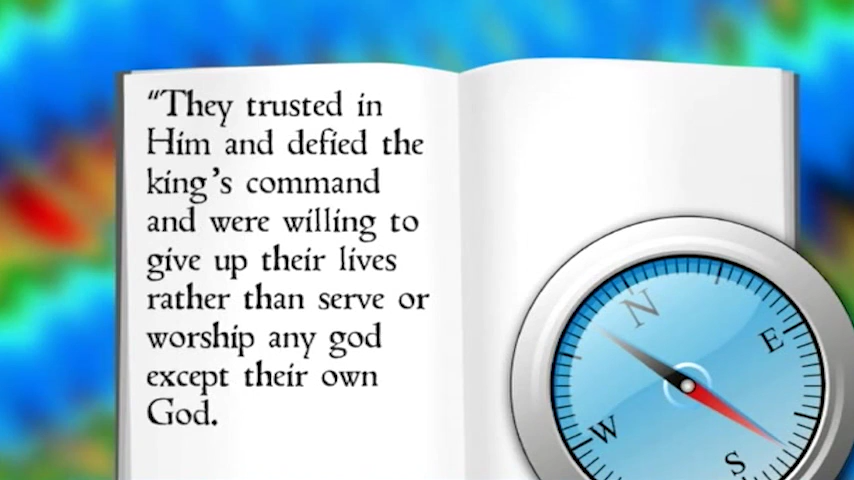 “They trusted in
Him and defied the
king’s command
and were willing to
give up their lives
rather than serve or
worship any god
except their own
God.
N
E
W
S